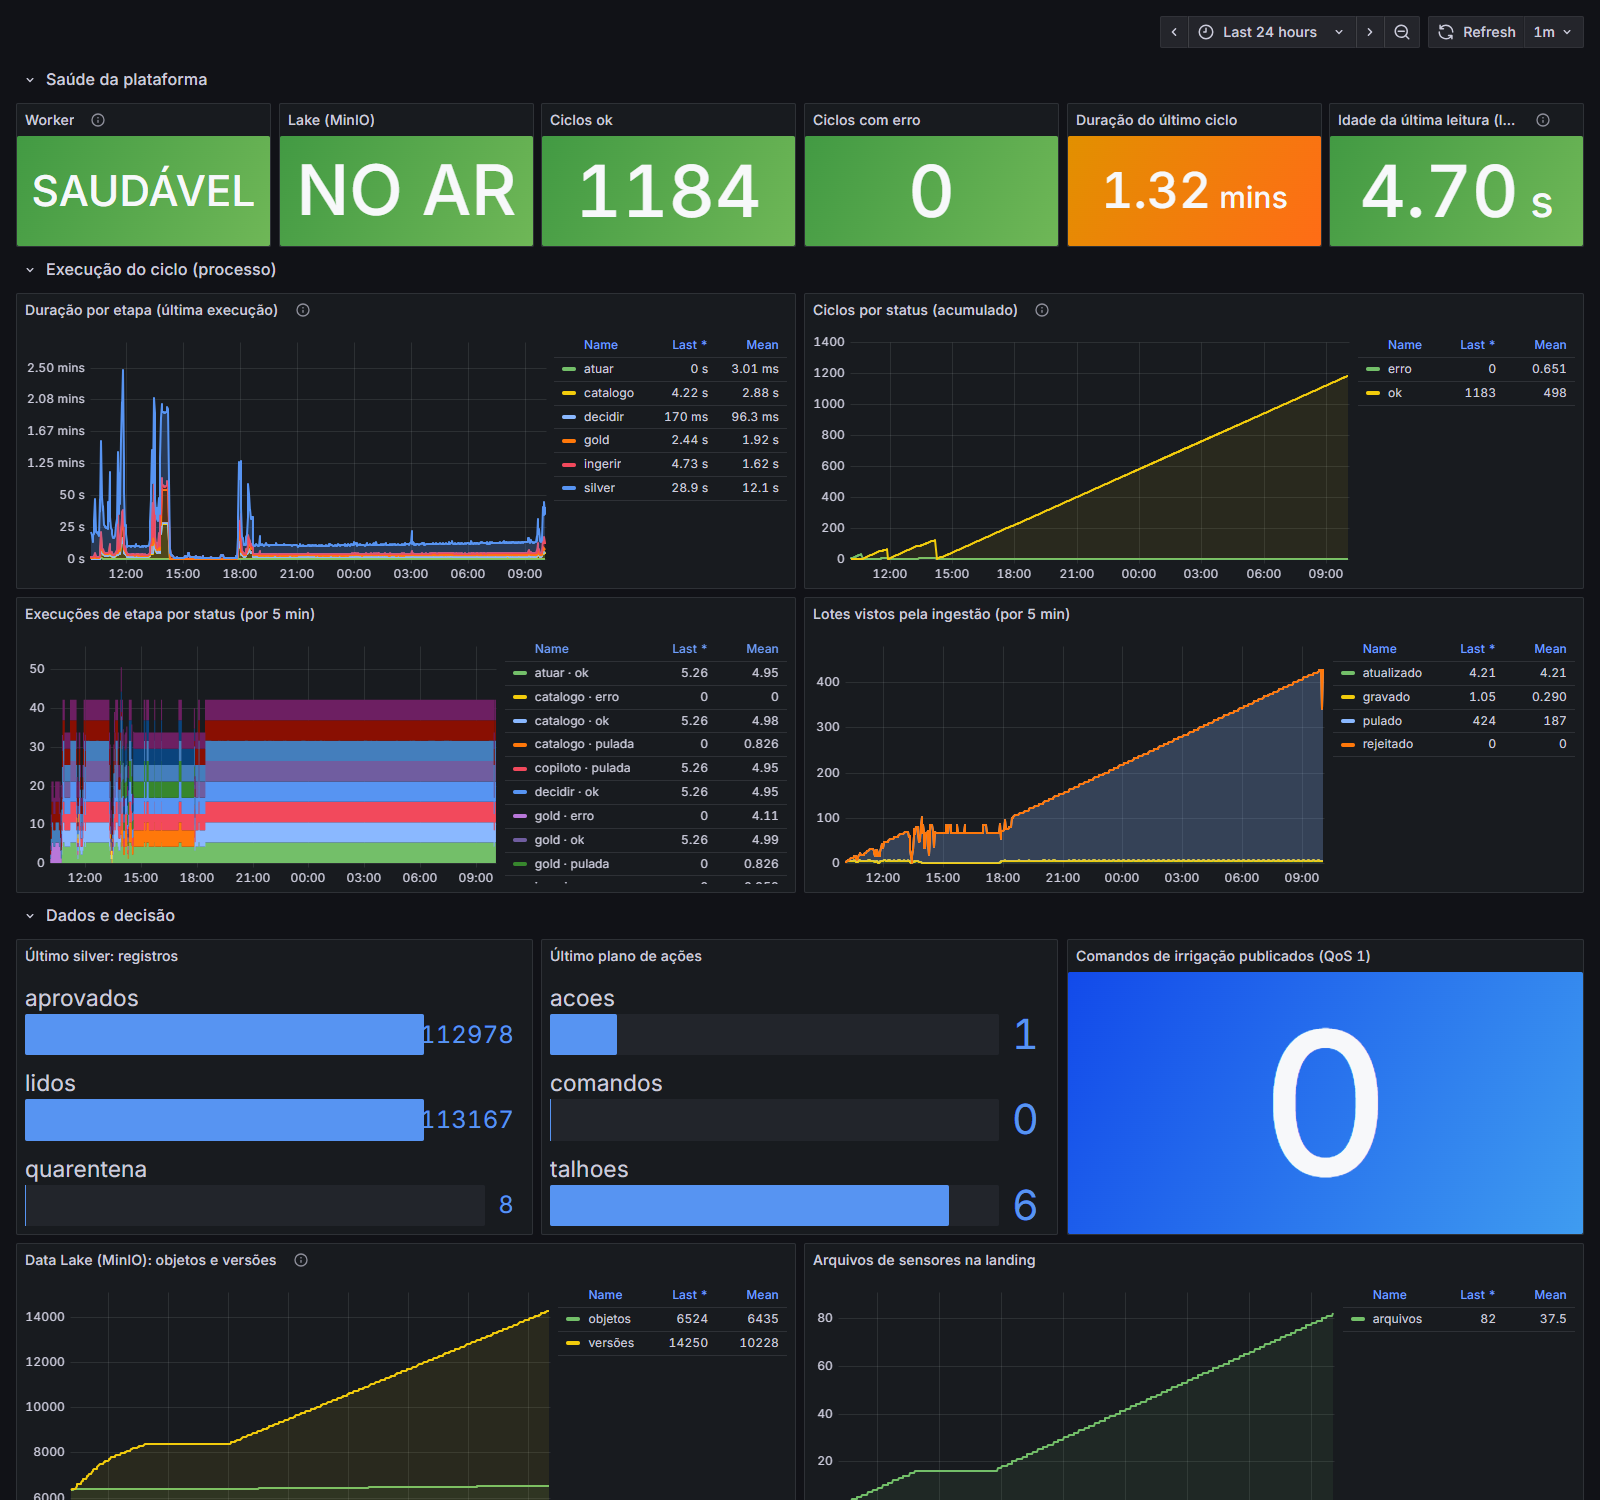 Last 24 hours Refresh 1m
Saúde da plataforma
Worker Lake (MinIO) Ciclos ok Ciclos com erro Duração do último ciclo Idade da última leitura (l...
SAUDÁVEL NO AR 1184 0 1.32 mins 4.70 s
Execução do ciclo (processo)
Duração por etapa (última execução)
Name Last * Mean
atuar 0 s 3.01 ms
catalogo 4.22 s 2.88 s
decidir 170 ms 96.3 ms
gold 2.44 s 1.92 s
ingerir 4.73 s 1.62 s
silver 28.9 s 12.1 s
2.50 mins
2.08 mins
1.67 mins
1.25 mins
50 s
25 s
0 s
12:00 15:00 18:00 21:00 00:00 03:00 06:00 09:00
Ciclos por status (acumulado)
Name Last * Mean
erro 0 0.651
ok 1183 498
1400
1200
1000
800
600
400
200
0
12:00 15:00 18:00 21:00 00:00 03:00 06:00 09:00
Execuções de etapa por status (por 5 min)
Name Last * Mean
atuar · ok 5.26 4.95
catalogo · erro 0 0
catalogo · ok 5.26 4.98
catalogo · pulada 0 0.826
copiloto · pulada 5.26 4.95
decidir · ok 5.26 4.95
gold · erro 0 4.11
gold · ok 5.26 4.99
gold · pulada 0 0.826
50
40
30
20
10
0
12:00 15:00 18:00 21:00 00:00 03:00 06:00 09:00
Lotes vistos pela ingestão (por 5 min)
Name Last * Mean
atualizado 4.21 4.21
gravado 1.05 0.290
pulado 424 187
rejeitado 0 0
400
300
200
100
0
12:00 15:00 18:00 21:00 00:00 03:00 06:00 09:00
Dados e decisão
Último silver: registros
aprovados
112978
lidos
113167
quarentena
8
Último plano de ações
acoes
1
comandos
0
talhoes
6
Comandos de irrigação publicados (QoS 1)
0
Data Lake (MinIO): objetos e versões
Name Last * Mean
objetos 6524 6435
versões 14250 10228
14000
12000
10000
8000
6000
Arquivos de sensores na landing
Name Last * Mean
arquivos 82 37.5
80
60
40
20